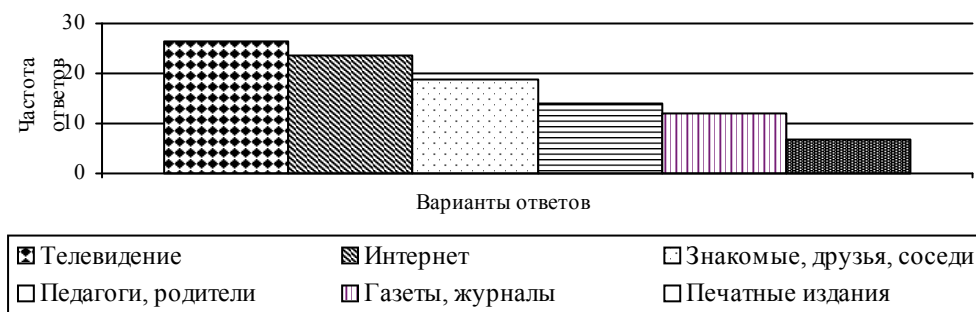 30
20
10
0
Частота
ответов
Варианты ответов
Телевидение Интернет Знакомые, друзья, соседи
Педагоги, родители Газеты, журналы Печатные издания